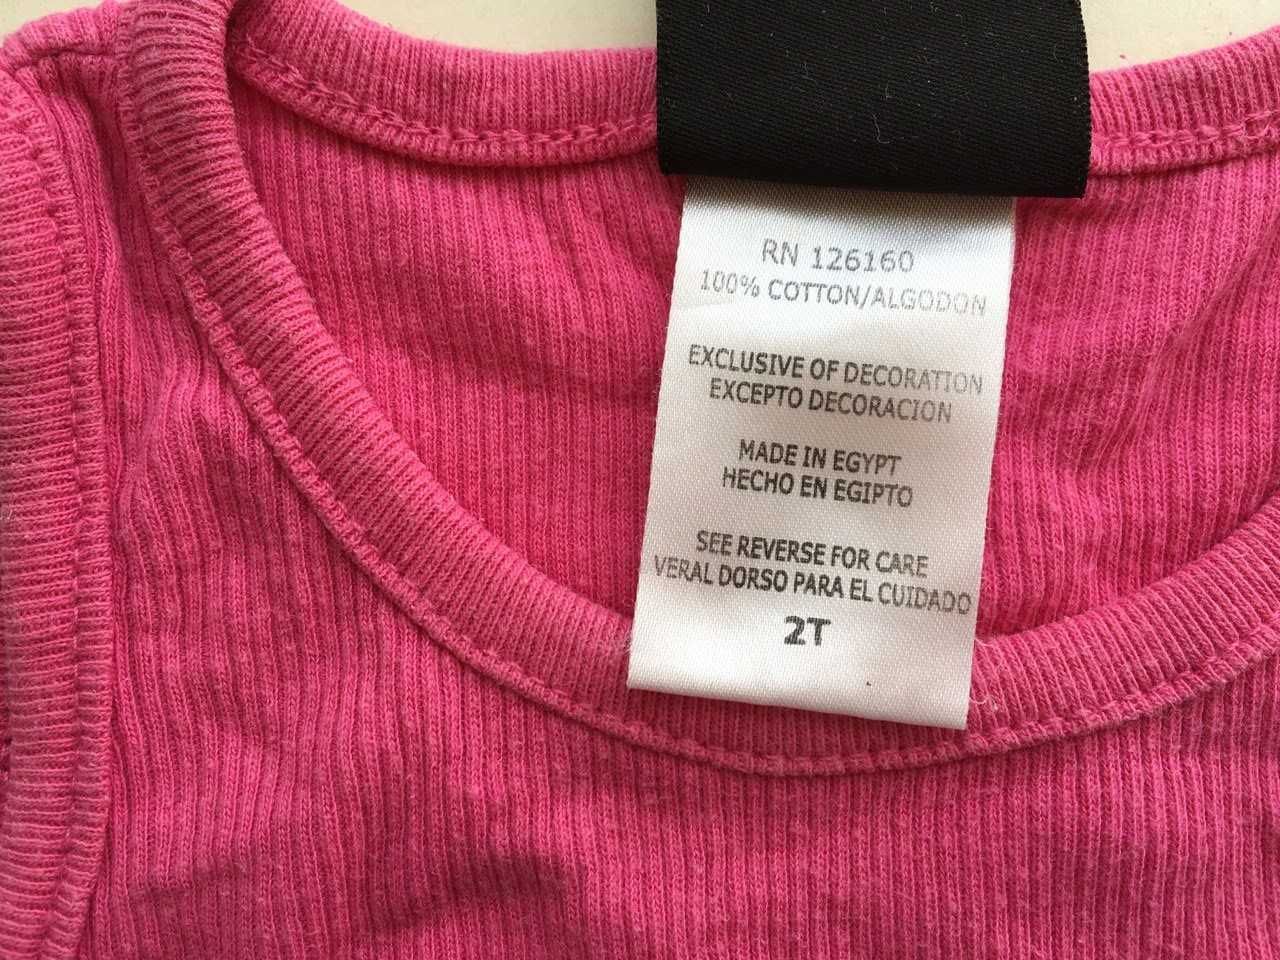 RN 126160
100% COTTON/ALGODON
EXCLUSIVE OF DECORATION
EXCEPTO DECORACION
MADE IN EGYPT
HECHO EN EGIPTO
SEE REVERSE FOR CARE
VERAL DORSO PARA EL CUIDADO
2T